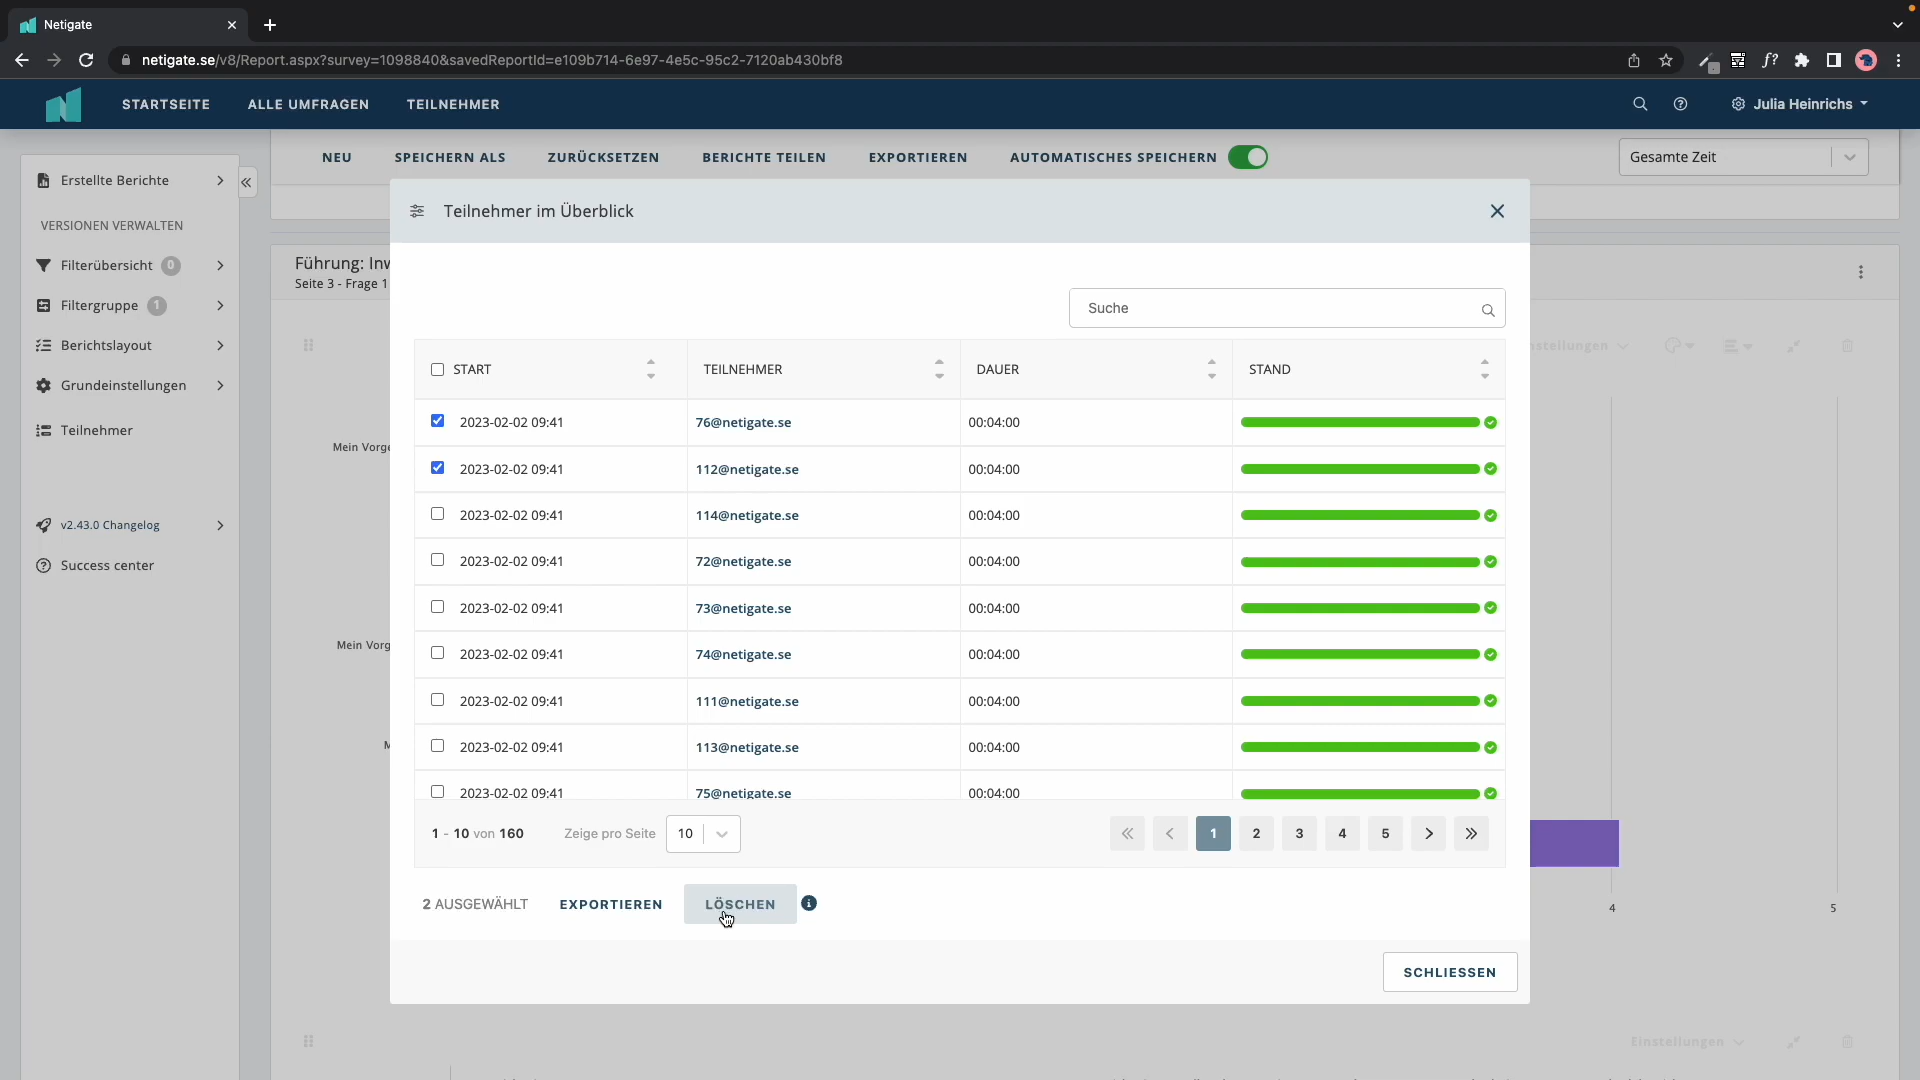 Netigate
netigate.se/v8/Report.aspx?survey=1098840&savedReportId=e109b714-6e97-4e5c-95c2-7120ab430bf8
STARTSEITE ALLE UMFRAGEN TEILNEHMER Julia Heinrichs
NEU SPEICHERN ALS ZURÜCKSETZEN BERICHTE TEILEN EXPORTIEREN AUTOMATISCHES SPEICHERN Gesamte Zeit
Erstellte Berichte
VERSIONEN VERWALTEN
Filterübersicht 0
Filtergruppe 1
Berichtslayout
Grundeinstellungen
Teilnehmer
v2.43.0 Changelog
Success center
Führung: Inv
Seite 3 - Frage 1
nstellungen
Mein Vorge
Mein Vorg
M
Teilnehmer im Überblick
Suche
START TEILNEHMER DAUER STAND
2023-02-02 09:41 76@netigate.se 00:04:00
2023-02-02 09:41 112@netigate.se 00:04:00
2023-02-02 09:41 114@netigate.se 00:04:00
2023-02-02 09:41 72@netigate.se 00:04:00
2023-02-02 09:41 73@netigate.se 00:04:00
2023-02-02 09:41 74@netigate.se 00:04:00
2023-02-02 09:41 111@netigate.se 00:04:00
2023-02-02 09:41 113@netigate.se 00:04:00
2023-02-02 09:41 75@netigate.se 00:04:00
1 - 10 von 160 Zeige pro Seite 10 1 2 3 4 5
2 AUSGEWÄHLT EXPORTIEREN LÖSCHEN
4 5
SCHLIESSEN
Einstellungen